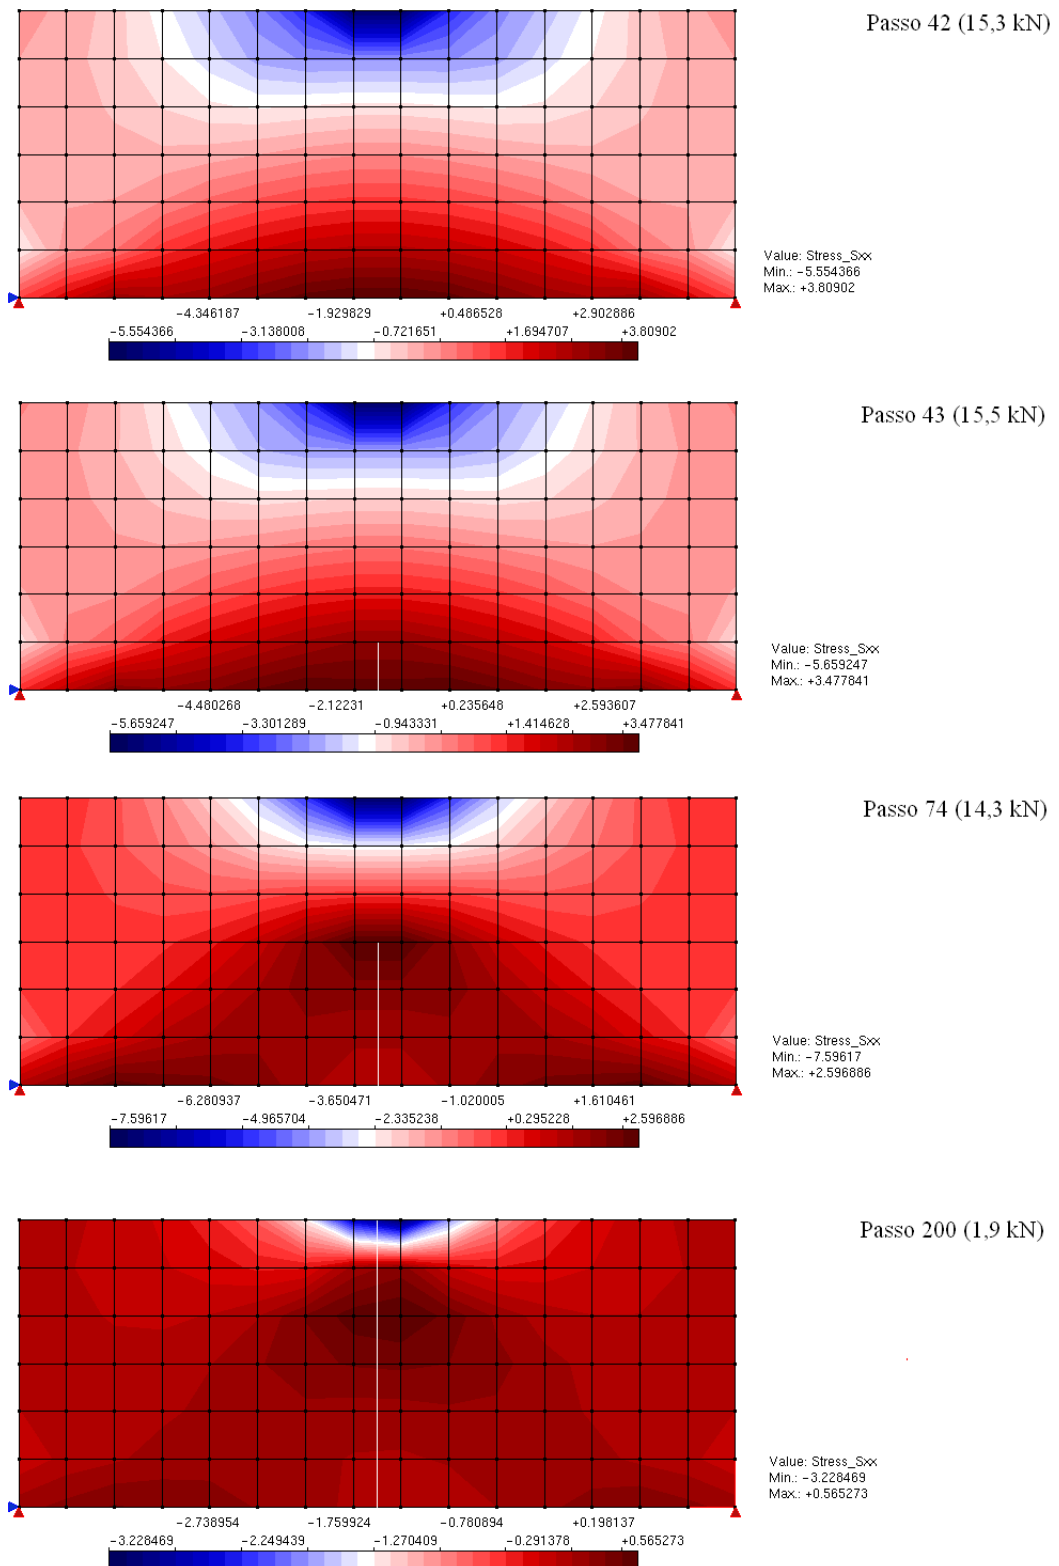 Passo 42 (15,3 kN)
Value: Stress_Sxx
Min.: -5.554366
Max.: +3.80902
-4.346187 -1.929829 +0.486528 +2.902886
-5.554366 -3.138008 -0.721651 +1.694707 +3.80902
Passo 43 (15,5 kN)
Value: Stress_Sxx
Min.: -5.659247
Max.: +3.477841
-4.480268 -2.12231 +0.235648 +2.593607
-5.659247 -3.301289 -0.943331 +1.414628 +3.477841
Passo 74 (14,3 kN)
Value: Stress_Sxx
Min.: -7.59617
Max.: +2.596886
-6.280937 -3.650471 -1.020005 +1.610461
-7.59617 -4.965704 -2.335238 +0.295228 +2.596886
Passo 200 (1,9 kN)
Value: Stress_Sxx
Min.: -3.228469
Max.: +0.565273
-2.738954 -1.759924 -0.780894 +0.198137
-3.228469 -2.249439 -1.270409 -0.291378 +0.565273